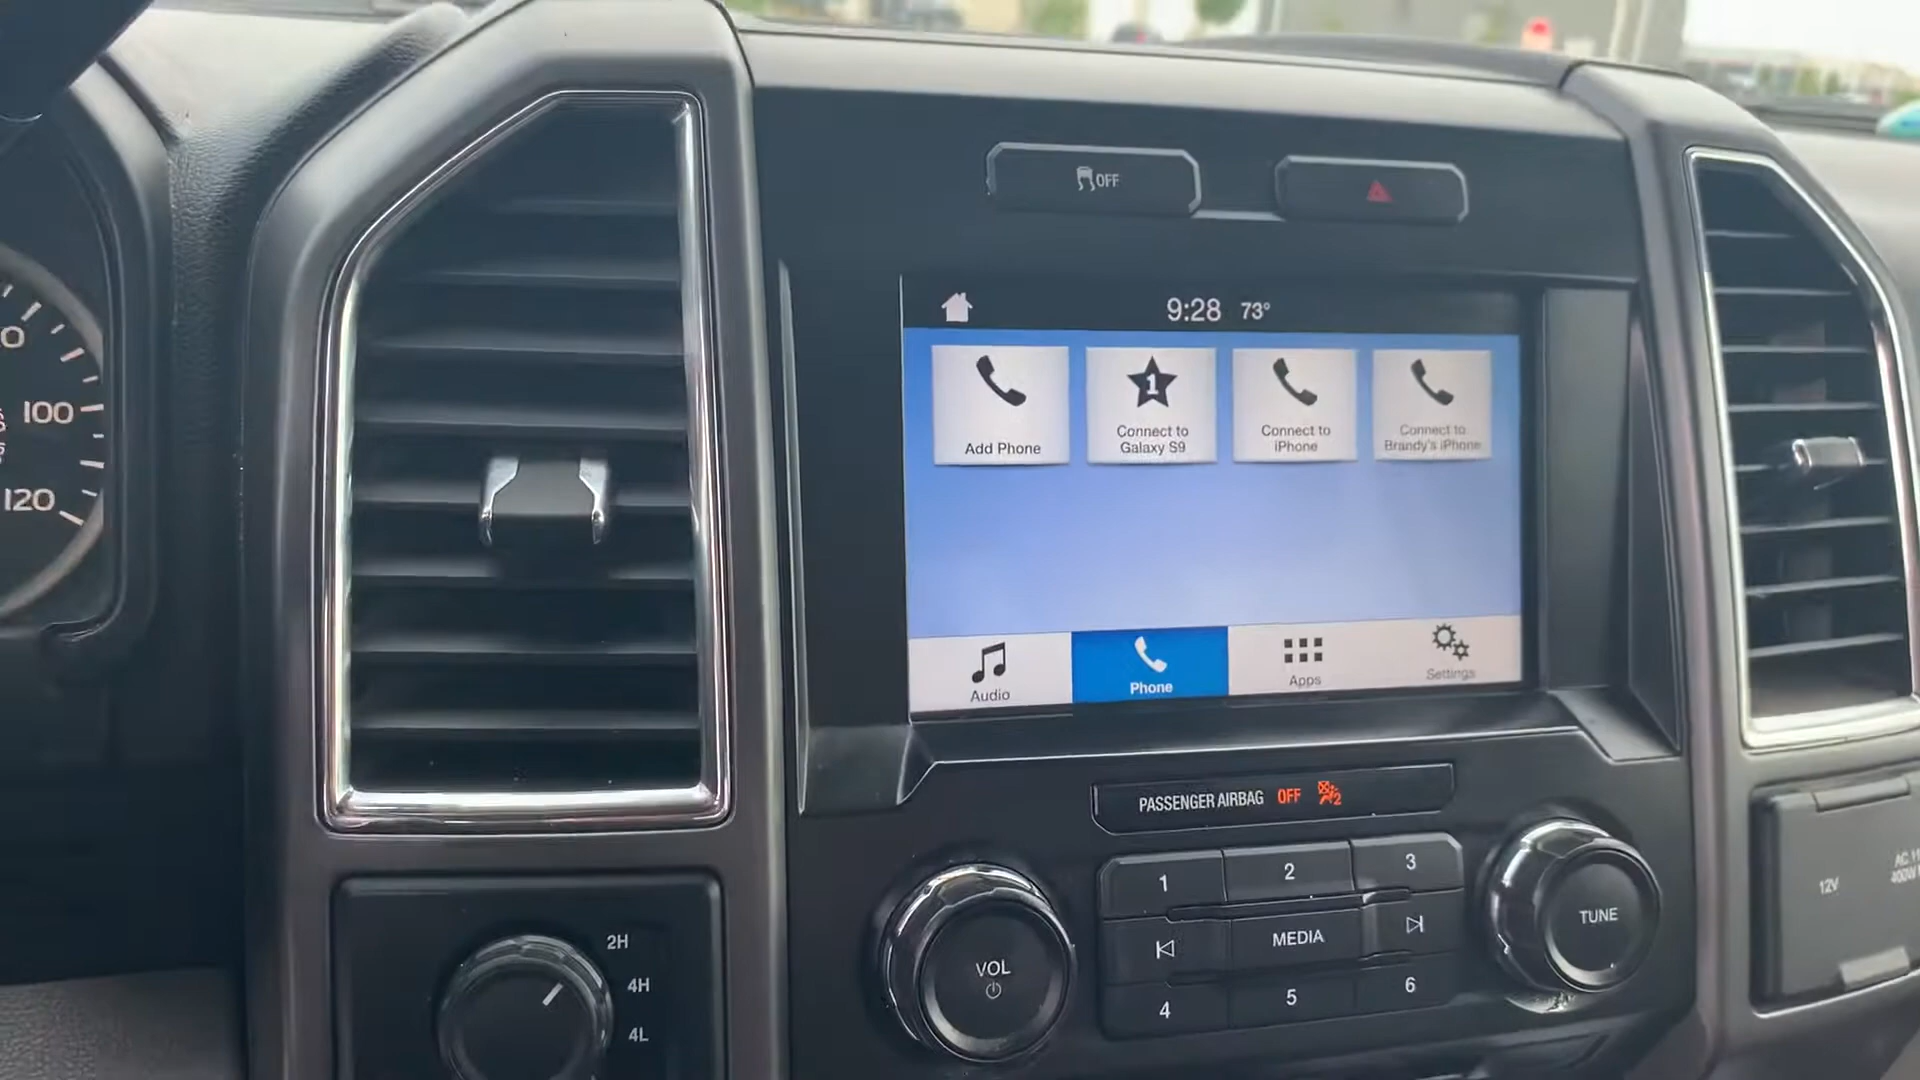 OFF
9:28 73°
Add Phone
1
Connect to
Galaxy S9
Connect to
iPhone
Connect to
Brandy's iPhone
Audio
Phone
Apps
Settings
100
120
PASSENGER AIRBAG OFF
2
1 2 3
MEDIA
4 5 6
VOL
TUNE
2H
4H
4L
12V